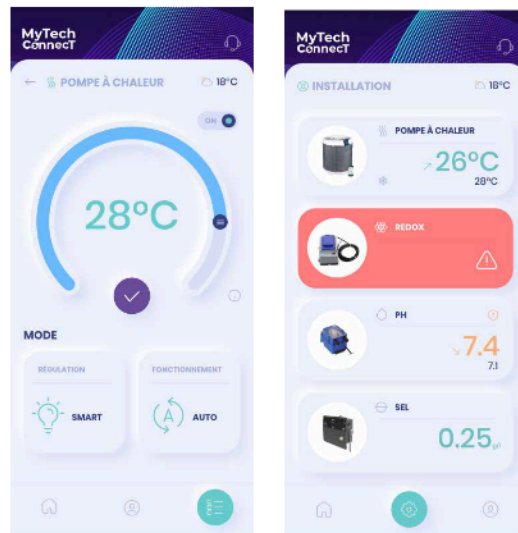 MyTech
ConnecT
POMPE À CHALEUR
18°C
ON
28°C
MODE
RÉGULATION
SMART
FONCTIONNEMENT
A
AUTO
MyTech
ConnecT
INSTALLATION
18°C
POMPE À CHALEUR
26°C
28°C
REDOX
PH
7.4
7.1
SEL
0.25